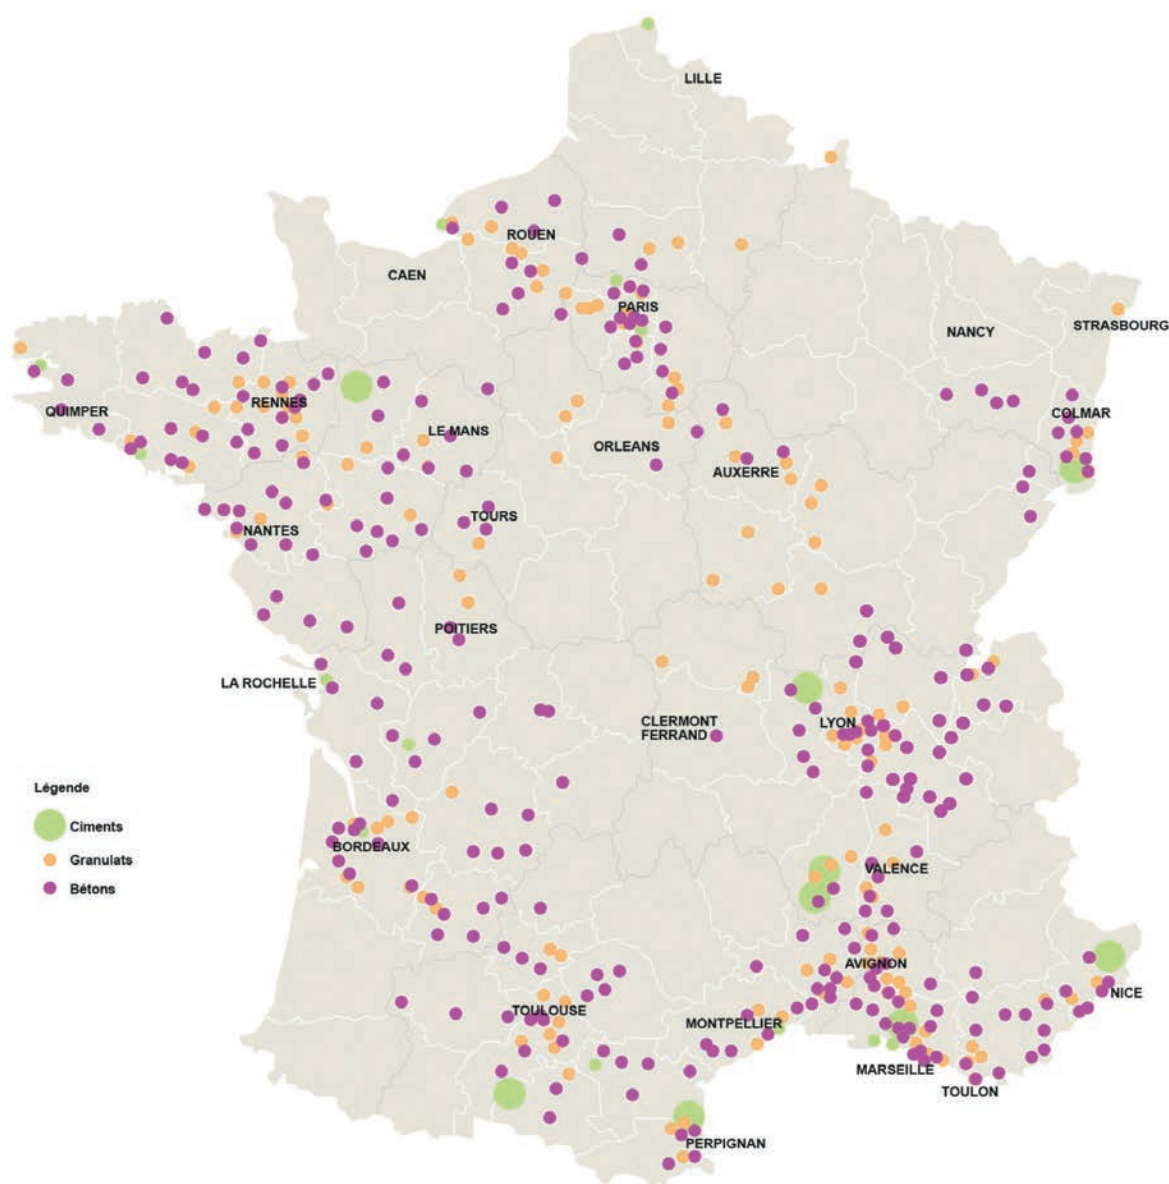 LILLE
ROUEN
CAEN
PARIS
NANCY
STRASBOURG
QUIMPER
RENNES
LE MANS
ORLEANS
COLMAR
AUXERRE
NANTES
TOURS
POITIERS
LA ROCHELLE
CLERMONT
FERRAND
LYON
Légende
Ciments
Granulats
Bétons
BORDEAUX
VALENCE
AVIGNON
NICE
TOULOUSE
MONTPELLIER
MARSEILLE
TOULON
PERPIGNAN